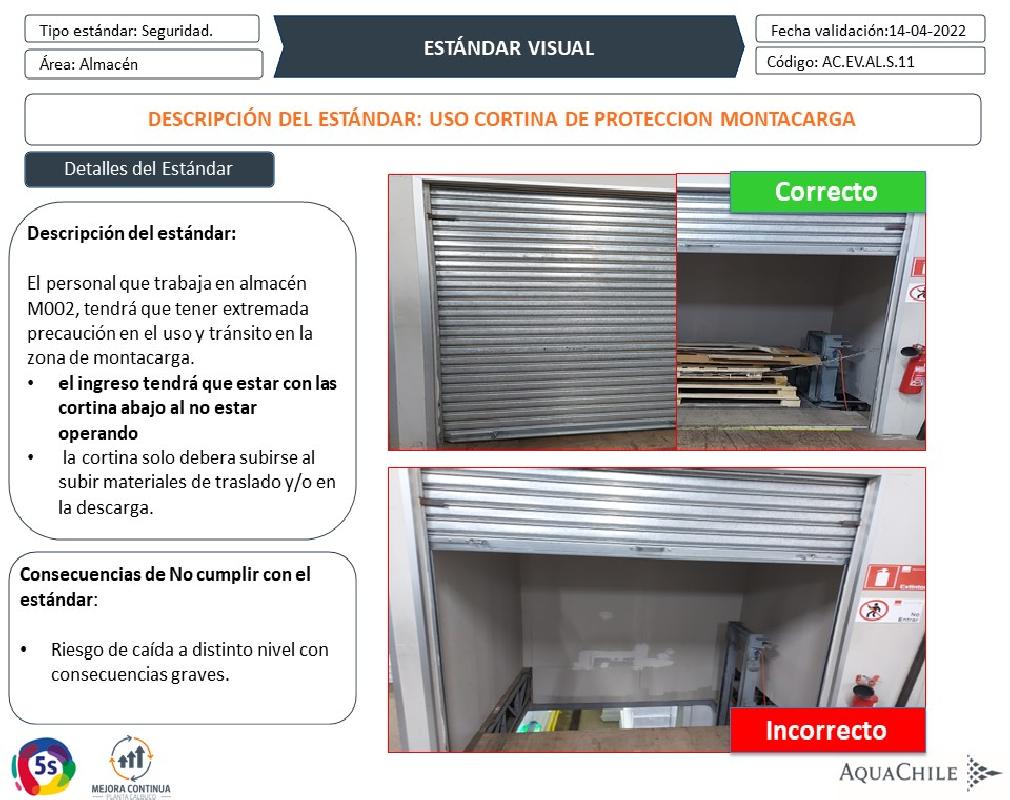 Tipo estándar: Seguridad.
Área: Almacén
ESTÁNDAR VISUAL
Fecha validación:14-04-2022
Código: AC.EV.AL.S.11
DESCRIPCIÓN DEL ESTÁNDAR: USO CORTINA DE PROTECCION MONTACARGA
Detalles del Estándar
Descripción del estándar:
El personal que trabaja en almacén
M002, tendrá que tener extremada
precaución en el uso y tránsito en la
zona de montacarga.
• el ingreso tendrá que estar con las
cortina abajo al no estar
operando
• la cortina solo debera subirse al
subir materiales de traslado y/o en
la descarga.
Consecuencias de No cumplir con el
estándar:
• Riesgo de caída a distinto nivel con
consecuencias graves.
Correcto
Extintor
No
Entrar
Incorrecto
5s
MEJORA CONTINUA
PLANTA CALBUCO
AQUACHILE